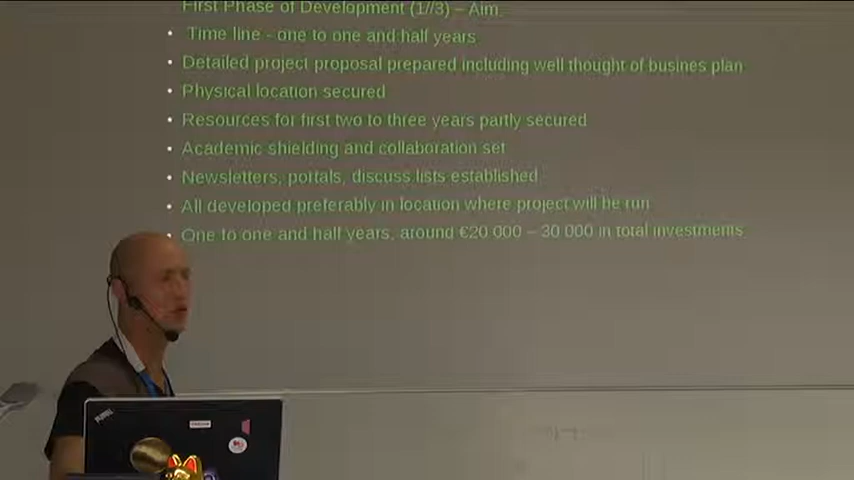 First Phase of Development (1//3) – Aim
• Time line - one to one and half years
• Detailed project proposal prepared including well thought of busines plan
• Physical location secured
• Resources for first two to three years partly secured
• Academic shielding and collaboration set
• Newsletters, portals, discuss lists established
• All developed preferably in location where project will be run
• One to one and half years, around €20 000 – 30 000 in total investments